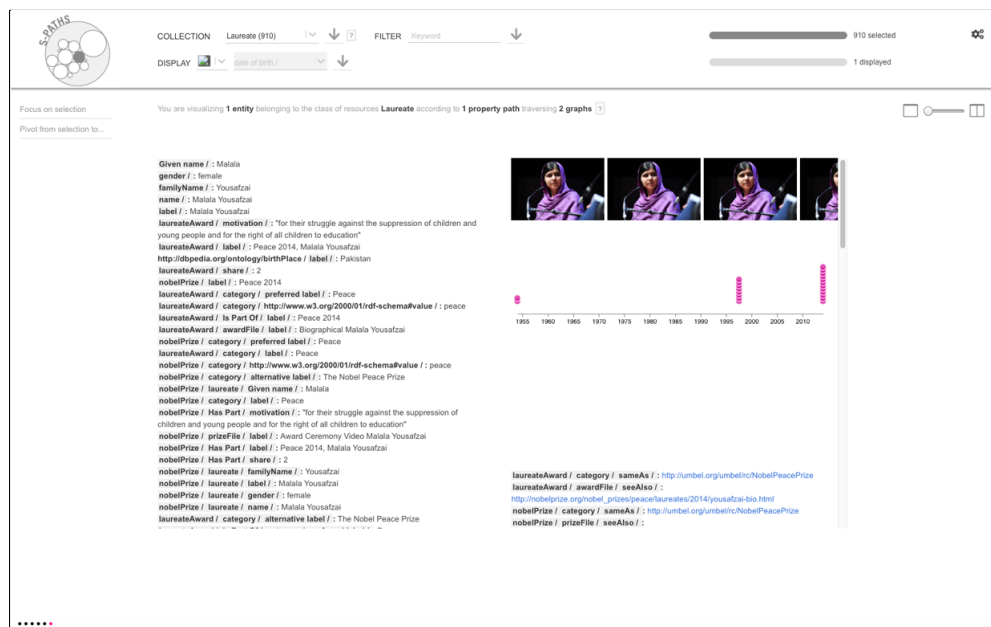 S-PATHS
COLLECTION Laureate (910) ? FILTER Keyword 910 selected
DISPLAY date of birth / 1 displayed
Focus on selection
Pivot from selection to...
You are visualizing 1 entity belonging to the class of resources Laureate according to 1 property path traversing 2 graphs ?
Given name / : Malala
gender / : female
familyName / : Yousafzai
name / : Malala Yousafzai
label / : Malala Yousafzai
laureateAward / motivation / : "for their struggle against the suppression of children and
young people and for the right of all children to education"
laureateAward / label / : Peace 2014, Malala Yousafzai
http://dbpedia.org/ontology/birthPlace / label / : Pakistan
laureateAward / share / : 2
nobelPrize / label / : Peace 2014
laureateAward / category / preferred label / : Peace
laureateAward / category / http://www.w3.org/2000/01/rdf-schema#value / : peace
laureateAward / Is Part Of / label / : Peace 2014
laureateAward / awardFile / label / : Biographical Malala Yousafzai
nobelPrize / category / preferred label / : Peace
laureateAward / category / label / : Peace
nobelPrize / category / http://www.w3.org/2000/01/rdf-schema#value / : peace
nobelPrize / category / alternative label / : The Nobel Peace Prize
nobelPrize / laureate / Given name / : Malala
nobelPrize / category / label / : Peace
nobelPrize / Has Part / motivation / : "for their struggle against the suppression of
children and young people and for the right of all children to education"
nobelPrize / prizeFile / label / : Award Ceremony Video Malala Yousafzai
nobelPrize / Has Part / label / : Peace 2014, Malala Yousafzai
nobelPrize / Has Part / share / : 2
nobelPrize / laureate / familyName / : Yousafzai
nobelPrize / laureate / label / : Malala Yousafzai
nobelPrize / laureate / gender / : female
nobelPrize / laureate / name / : Malala Yousafzai
laureateAward / category / alternative label / : The Nobel Peace Prize
1955 1960 1965 1970 1975 1980 1985 1990 1995 2000 2005 2010
laureateAward / category / sameAs / : http://umbel.org/umbel/rc/NobelPeacePrize
laureateAward / awardFile / seeAlso / :
http://nobelprize.org/nobel_prizes/peace/laureates/2014/yousafzai-bio.html
nobelPrize / category / sameAs / : http://umbel.org/umbel/rc/NobelPeacePrize
nobelPrize / prizeFile / seeAlso / :